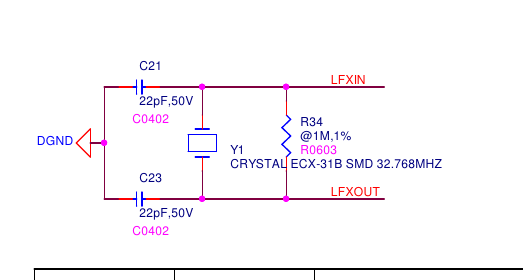 C21
LFXIN
22pF,50V
C0402
R34
@1M,1%
DGND
Y1
R0603
CRYSTAL ECX-31B SMD 32.768MHZ
C23
LFXOUT
22pF,50V
C0402